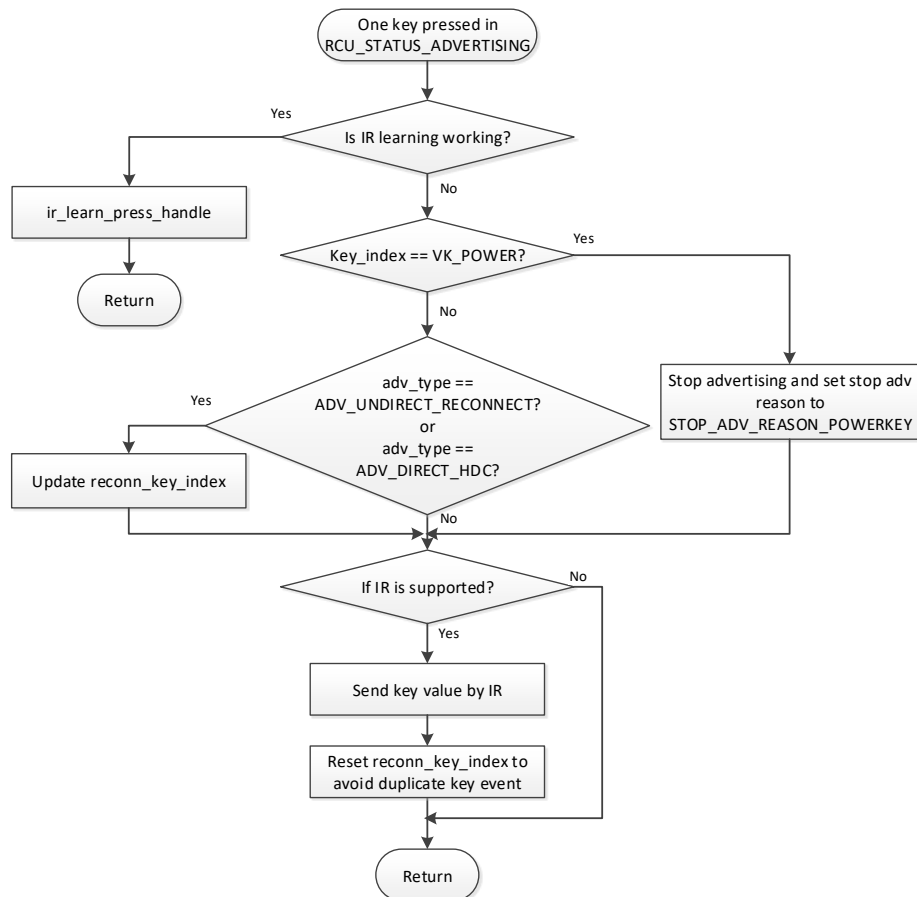 One key pressed in
RCU_STATUS_ADVERTISING
Yes
Is IR learning working?
No
ir_learn_press_handle
Return
Key_index == VK_POWER?
Yes
No
adv_type ==
ADV_UNDIRECT_RECONNECT?
or
adv_type ==
ADV_DIRECT_HDC?
Yes
Stop advertising and set stop adv
reason to
STOP_ADV_REASON_POWERKEY
Update reconn_key_index
No
If IR is supported?
No
Yes
Send key value by IR
Reset reconn_key_index to
avoid duplicate key event
Return